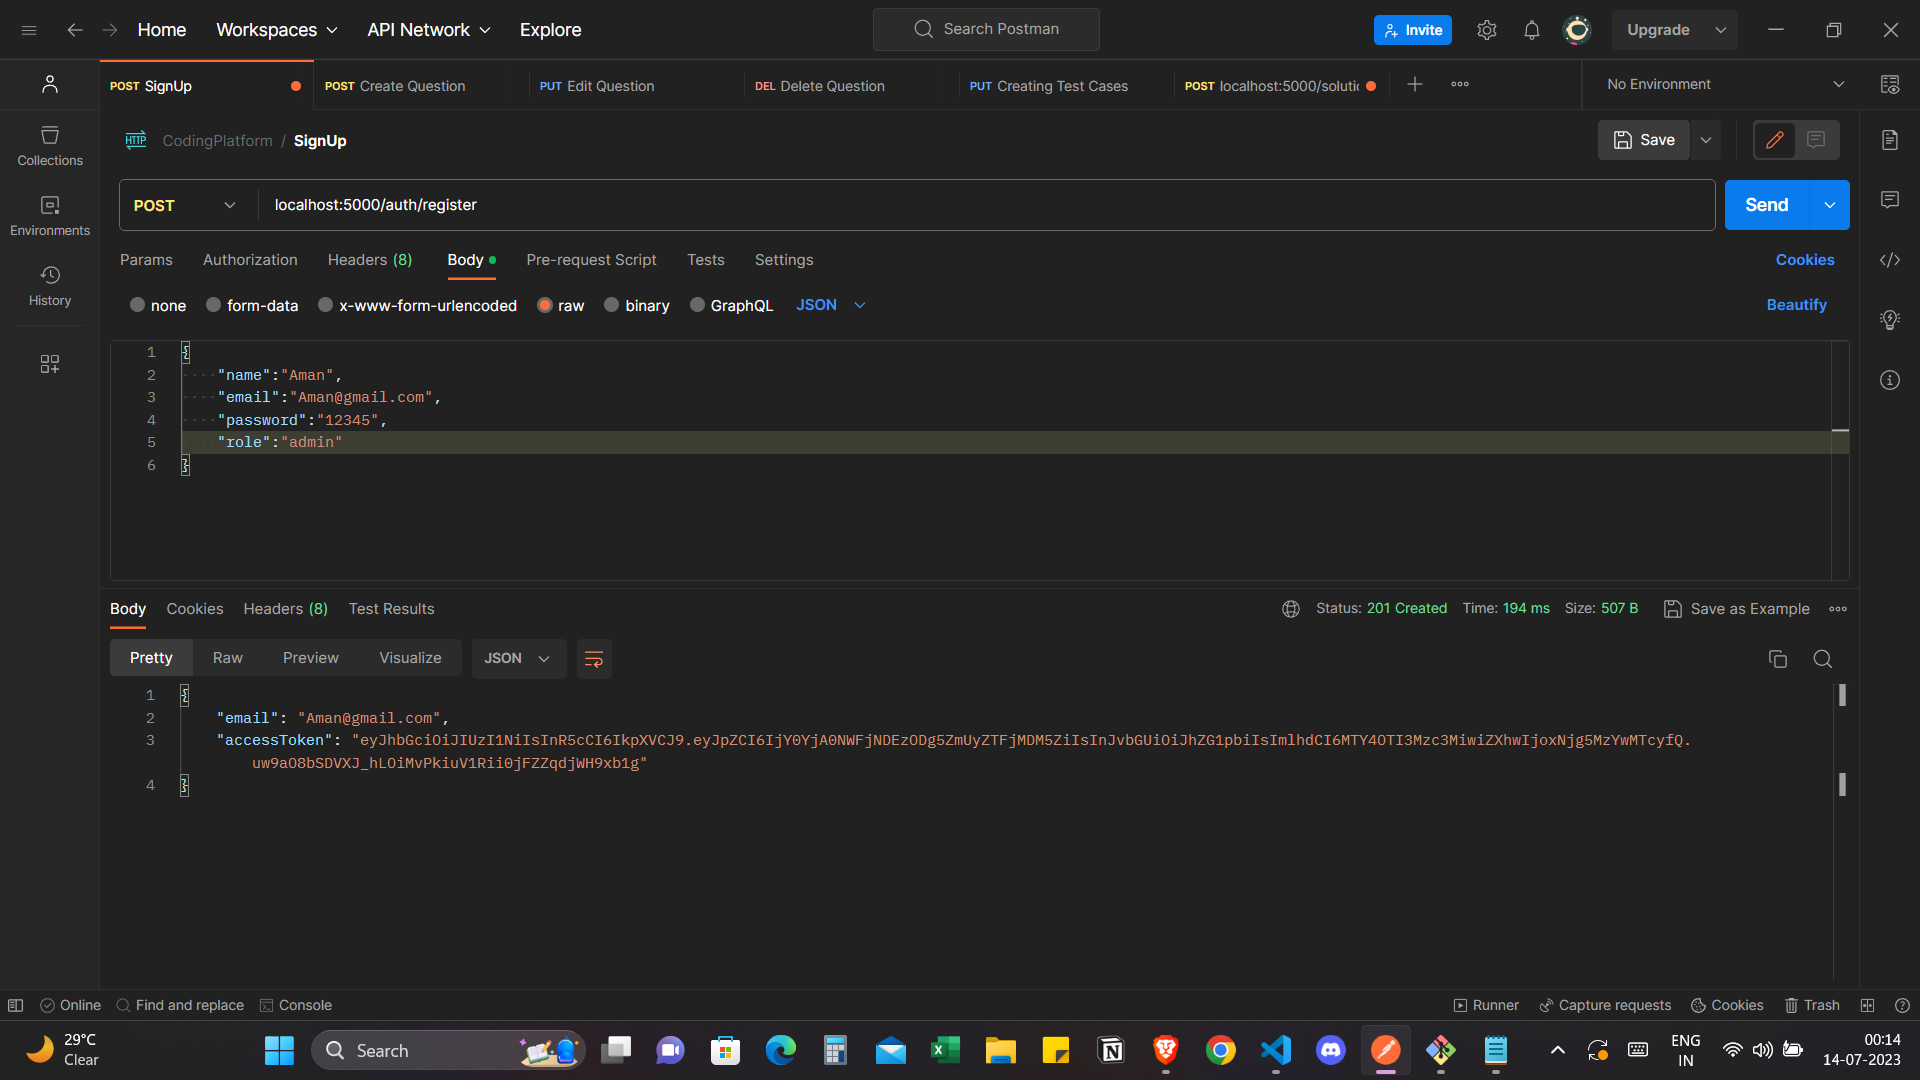 Home Workspaces API Network Explore Search Postman Invite Upgrade
POST SignUp POST Create Question PUT Edit Question DEL Delete Question PUT Creating Test Cases POST localhost:5000/solutic No Environment
HTTP CodingPlatform / SignUp Save
Collections
Environments
History
POST localhost:5000/auth/register Send
Params Authorization Headers (8) Body Pre-request Script Tests Settings Cookies
none form-data x-www-form-urlencoded raw binary GraphQL JSON Beautify
1 {
2 "name":"Aman",
3 "email":"Aman@gmail.com",
4 "password":"12345",
5 "role":"admin"
6 }
Body Cookies Headers (8) Test Results Status: 201 Created Time: 194 ms Size: 507 B Save as Example
Pretty Raw Preview Visualize JSON
1 {
2 "email": "Aman@gmail.com",
3 "accessToken": "eyJhbGciOiJIUzI1NiIsInR5cCI6IkpXVCJ9.eyJpZCI6IjY0YjA0NWFjNDEzODg5ZmUyZTFjMDM5ZiIsInJvbGUiOiJhZG1pbiIsImlhdCI6MTY4OTI3Mzc3MiwiZXhwIjoxNjg5MzYwMTcyfQ.
uw9aO8bSDVXJ_hLOiMvPkiuV1Rii0jFZZqdjWH9xb1g"
4 }
Online Find and replace Console Runner Capture requests Cookies Trash
29°C
Clear
Search
ENG
IN
00:14
14-07-2023